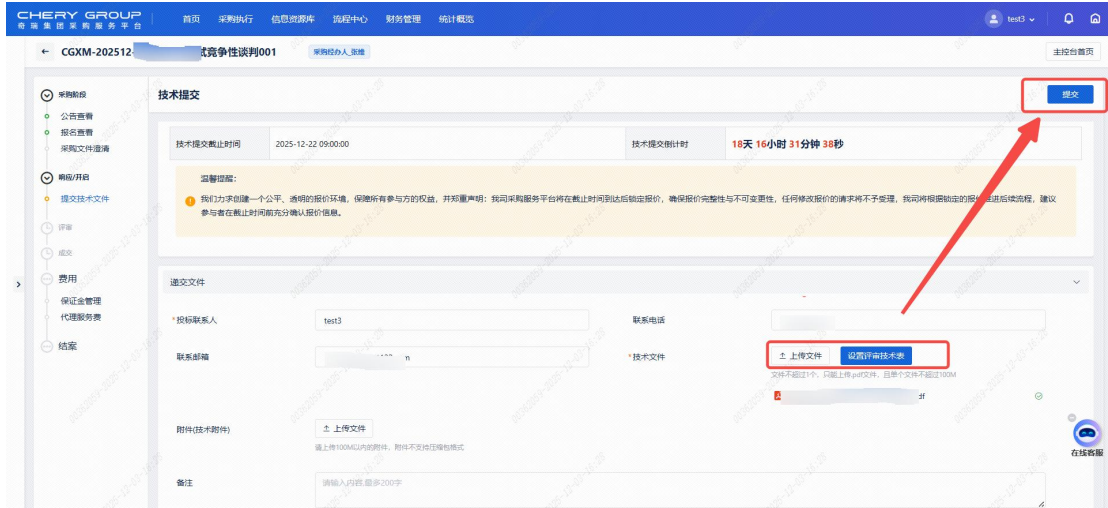 CHERY GROUP
奇瑞集团采购服务平台
首页 采购执行 信息资源库 流程中心 财务管理 统计概览
test3
← CGXM-202512- 试竞争性谈判001 采购经办人_张维 主控台首页
采购阶段
公告查看
报名查看
采购文件澄清
响应/开启
提交技术文件
评审
成交
费用
保证金管理
代理服务费
结案
技术提交 提交
技术提交截止时间 2025-12-22 09:00:00 技术提交倒计时 18天 16小时 31分钟 38秒
温馨提醒：
我们力求创建一个公平、透明的报价环境，保障所有参与方的权益，并郑重声明：我司采购服务平台将在截止时间到达后锁定报价，确保报价完整性与不可变更性，任何修改报价的请求将不予受理，我司将根据锁定的报价推进后续流程，建议
参与者在截止时间前充分确认报价信息。
递交文件
*投标联系人 test3 联系电话
联系邮箱 m *技术文件 上传文件 设置评审技术表
文件不超过1个，只能上传.pdf文件，且单个文件不超过100M
df
附件(技术附件) 上传文件
请上传100M以内的附件，附件不支持压缩包格式
备注 请输入内容,最多200字
在线客服